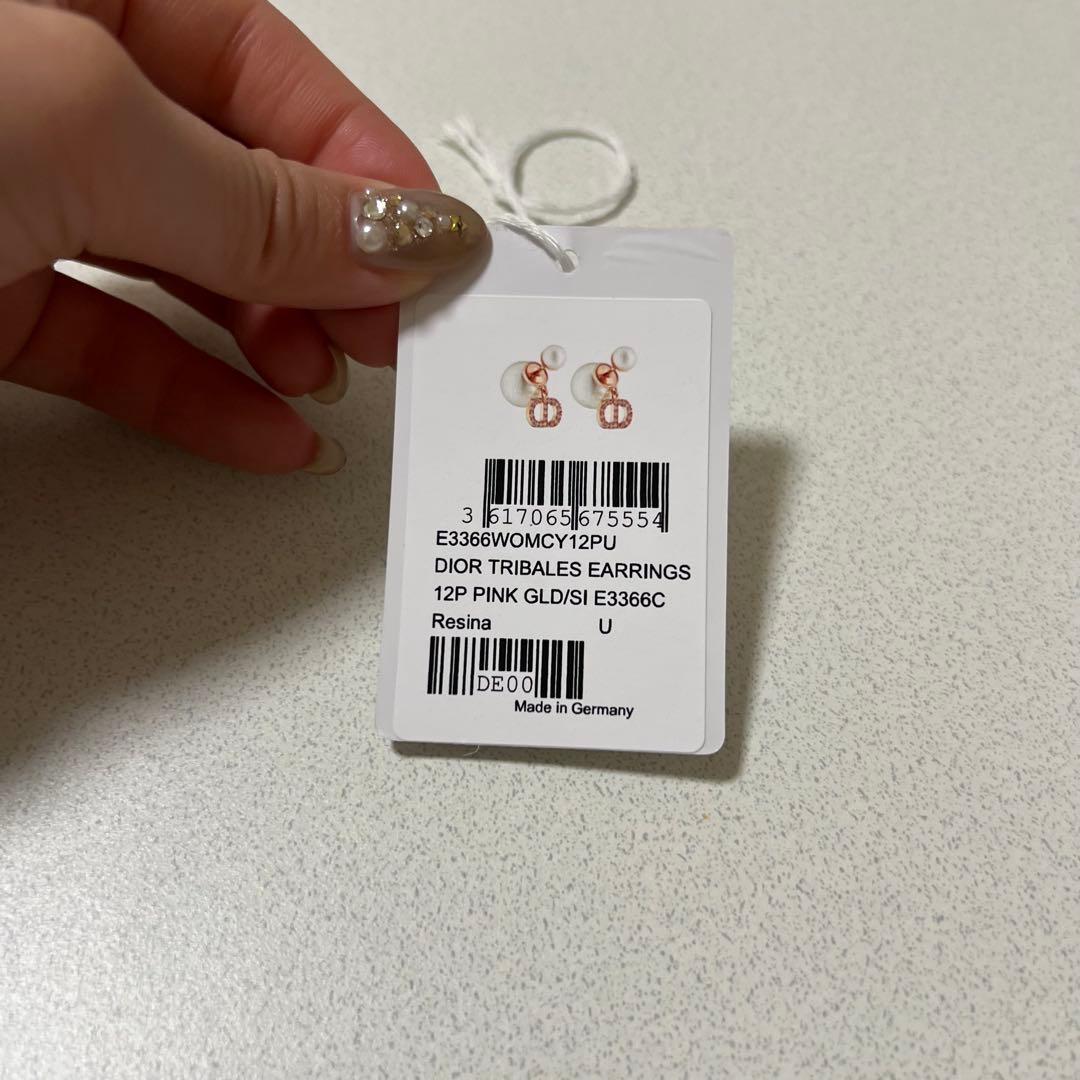 3 617065 675554
E3366WOMCY12PU
DIOR TRIBALES EARRINGS
12P PINK GLD/SI E3366C
Resina U
DE00
Made in Germany